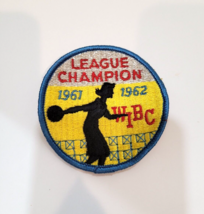 LEAGUE
CHAMPION
1961 1962
WIBC